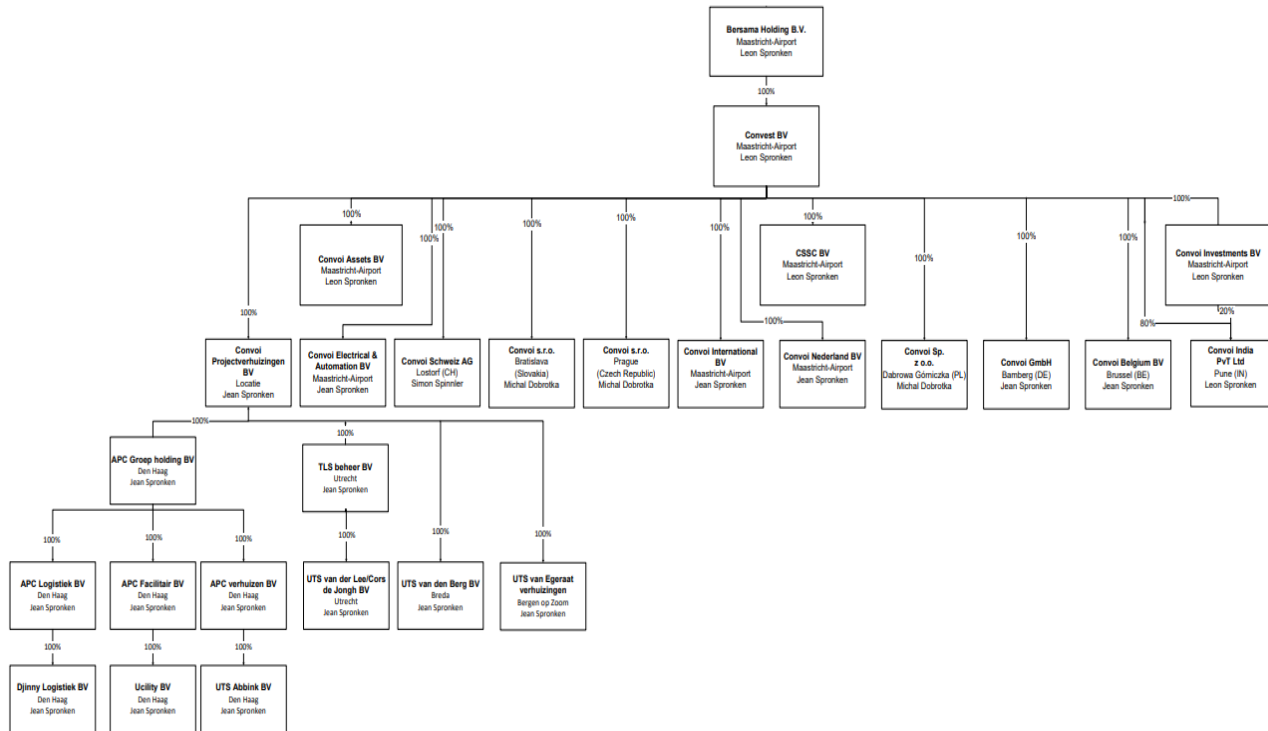 Bersama Holding B.V.
Maastricht-Airport
Leon Spronken
100%
Convest BV
Maastricht-Airport
Leon Spronken
100%
100%
100%
100%
100%
100%
100%
100%
100%
100%
100%
100%
Convoi Assets BV
Maastricht-Airport
Leon Spronken
CSSC BV
Maastricht-Airport
Leon Spronken
Convoi Investments BV
Maastricht-Airport
Leon Spronken
100%
100%
80%
20%
Convoi
Projectverhuizingen
BV
Locatie
Jean Spronken
Convoi Electrical &
Automation BV
Maastricht-Airport
Jean Spronken
Convoi Schweiz AG
Lostorf (CH)
Simon Spinnler
Convoi s.r.o.
Bratislava
(Slovakia)
Michal Dobrotka
Convoi s.r.o.
Prague
(Czech Republic)
Michal Dobrotka
Convoi International
BV
Maastricht-Airport
Jean Spronken
Convoi Nederland BV
Maastricht-Airport
Jean Spronken
Convoi Sp.
z o.o.
Dabrowa Górniczka (PL)
Michal Dobrotka
Convoi GmbH
Bamberg (DE)
Jean Spronken
Convoi Belgium BV
Brussel (BE)
Jean Spronken
Convoi India
PvT Ltd
Pune (IN)
Leon Spronken
100%
100%
APC Groep holding BV
Den Haag
Jean Spronken
TLS beheer BV
Utrecht
Jean Spronken
100%
100%
100%
100%
100%
100%
APC Logistiek BV
Den Haag
Jean Spronken
APC Facilitair BV
Den Haag
Jean Spronken
APC verhuizen BV
Den Haag
Jean Spronken
UTS van der Lee/Cors
de Jongh BV
Utrecht
Jean Spronken
UTS van den Berg BV
Breda
Jean Spronken
UTS van Egeraat
verhuizingen
Bergen op Zoom
Jean Spronken
100%
100%
100%
Djinny Logistiek BV
Den Haag
Jean Spronken
Ucility BV
Den Haag
Jean Spronken
UTS Abbink BV
Den Haag
Jean Spronken